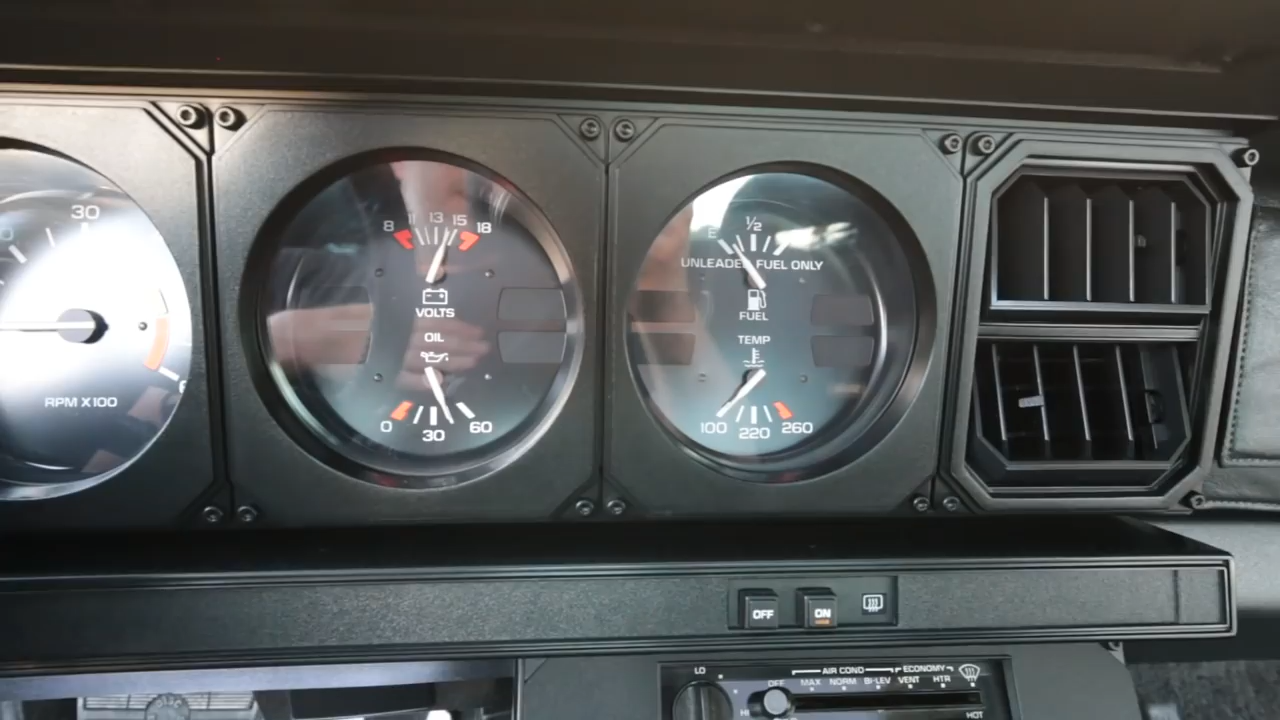 30
RPM X100
8 11 13 15 18
VOLTS
OIL
0 30 60
E 1/2
UNLEADED FUEL ONLY
FUEL
TEMP
100 220 260
OFF
ON
LO
HI
AIR COND
ECONOMY
OFF MAX NORM BI-LEV VENT HTR
HOT